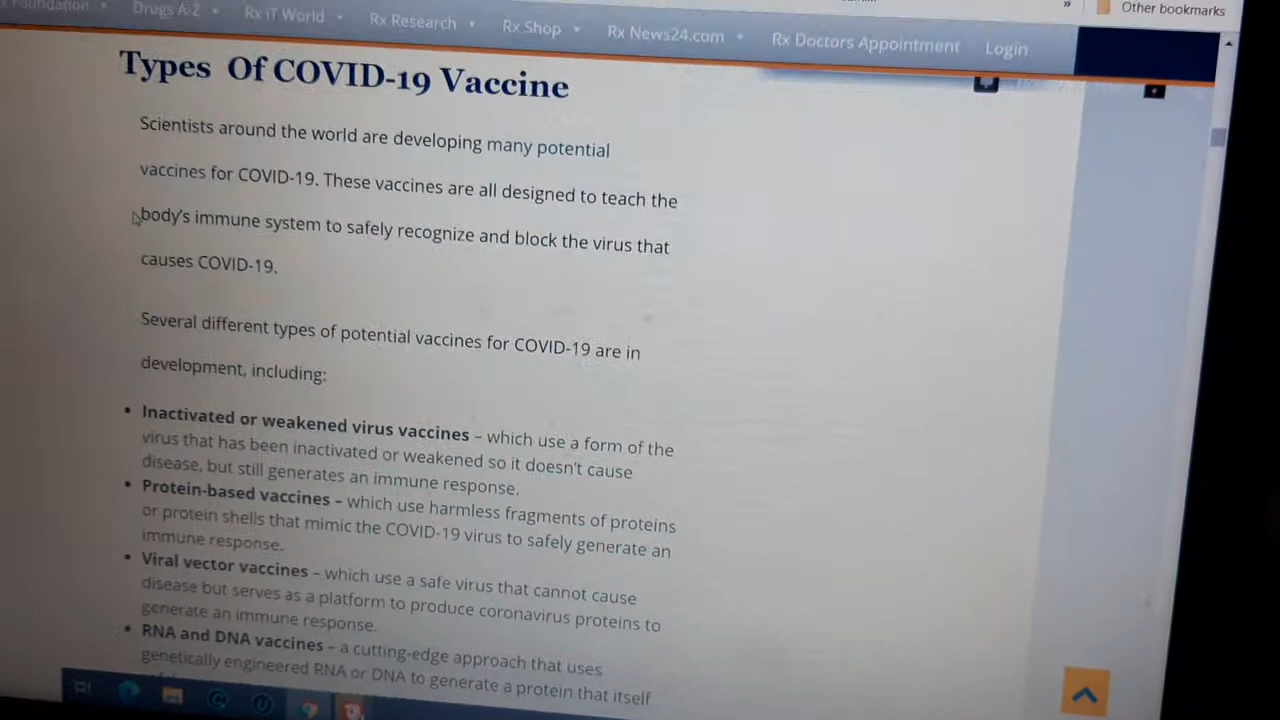 Other bookmarks
Foundation Drugs A-Z Rx iT World Rx Research Rx Shop Rx News24.com Rx Doctors Appointment Login
Types Of COVID-19 Vaccine
Scientists around the world are developing many potential
vaccines for COVID-19. These vaccines are all designed to teach the
body's immune system to safely recognize and block the virus that
causes COVID-19.
Several different types of potential vaccines for COVID-19 are in
development, including:
• Inactivated or weakened virus vaccines – which use a form of the
virus that has been inactivated or weakened so it doesn't cause
disease, but still generates an immune response.
• Protein-based vaccines – which use harmless fragments of proteins
or protein shells that mimic the COVID-19 virus to safely generate an
immune response.
• Viral vector vaccines – which use a safe virus that cannot cause
disease but serves as a platform to produce coronavirus proteins to
generate an immune response.
• RNA and DNA vaccines – a cutting-edge approach that uses
genetically engineered RNA or DNA to generate a protein that itself